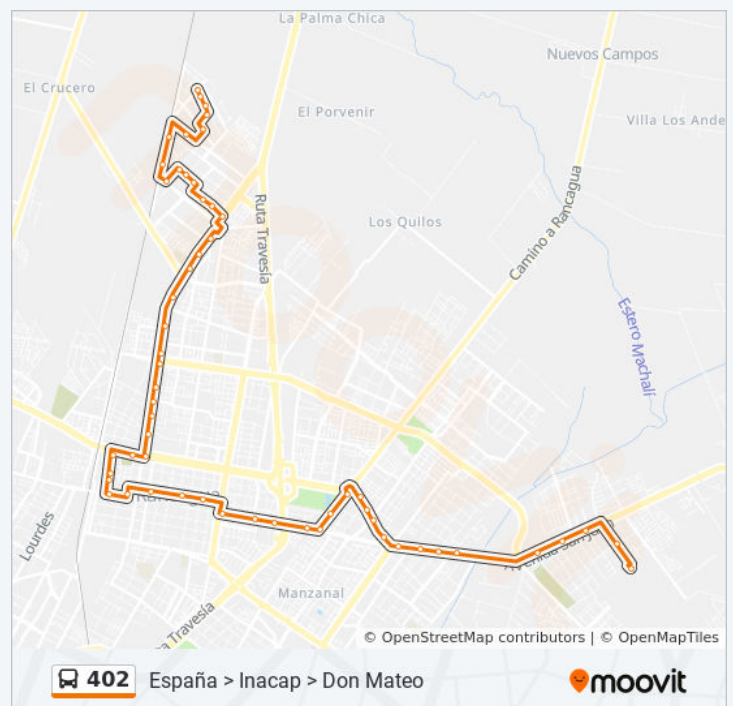 La Palma Chica
Nuevos Campos
El Crucero
El Porvenir
Villa Los Ande
Camino a Rancagua
Ruta Travesía
Los Quilos
Estero Machalí
Lourdes
Manzanal
Travesía
© OpenStreetMap contributors | © OpenMapTiles
402 España > Inacap > Don Mateo
moovit